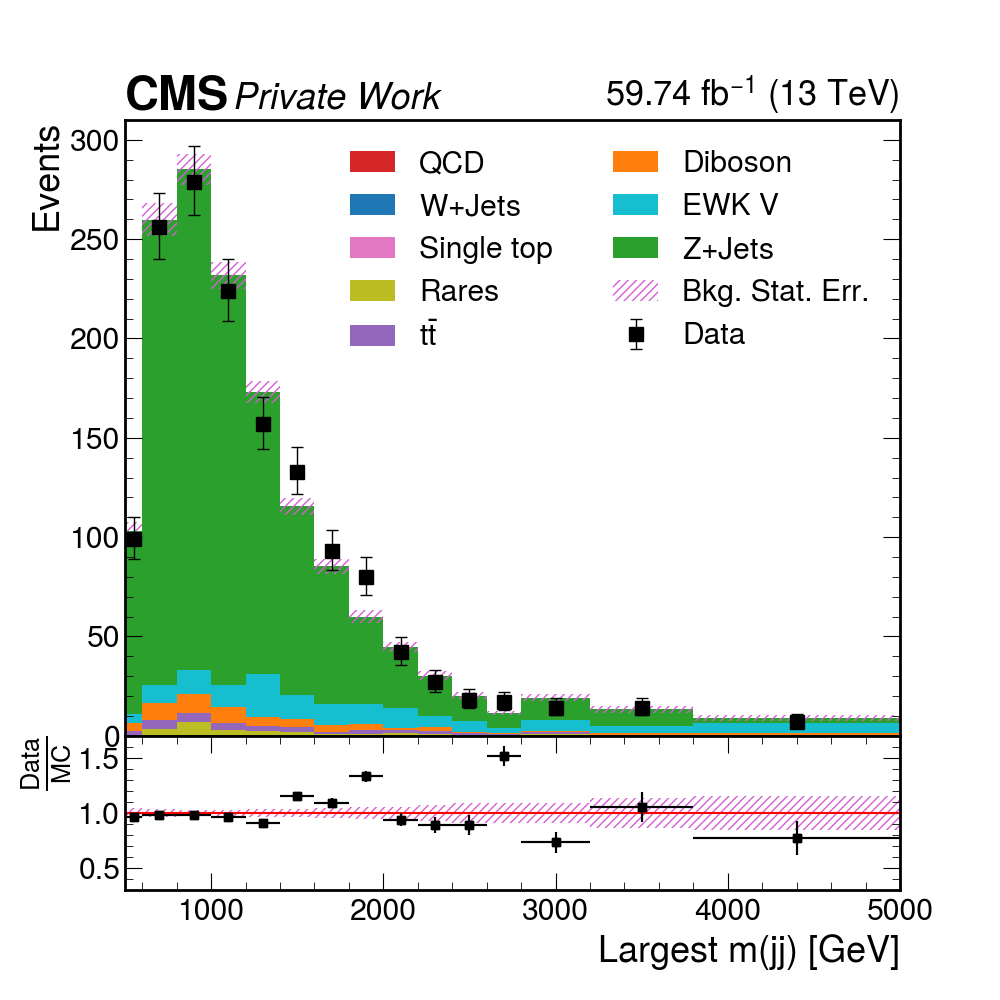 CMS Private Work 59.74 fb⁻¹ (13 TeV)
Events
300
250
200
150
100
50
0
QCD
W+Jets
Single top
Rares
tt̄
Diboson
EWK V
Z+Jets
Bkg. Stat. Err.
Data
Data
MC
1.5
1.0
0.5
1000 2000 3000 4000 5000
Largest m(jj) [GeV]